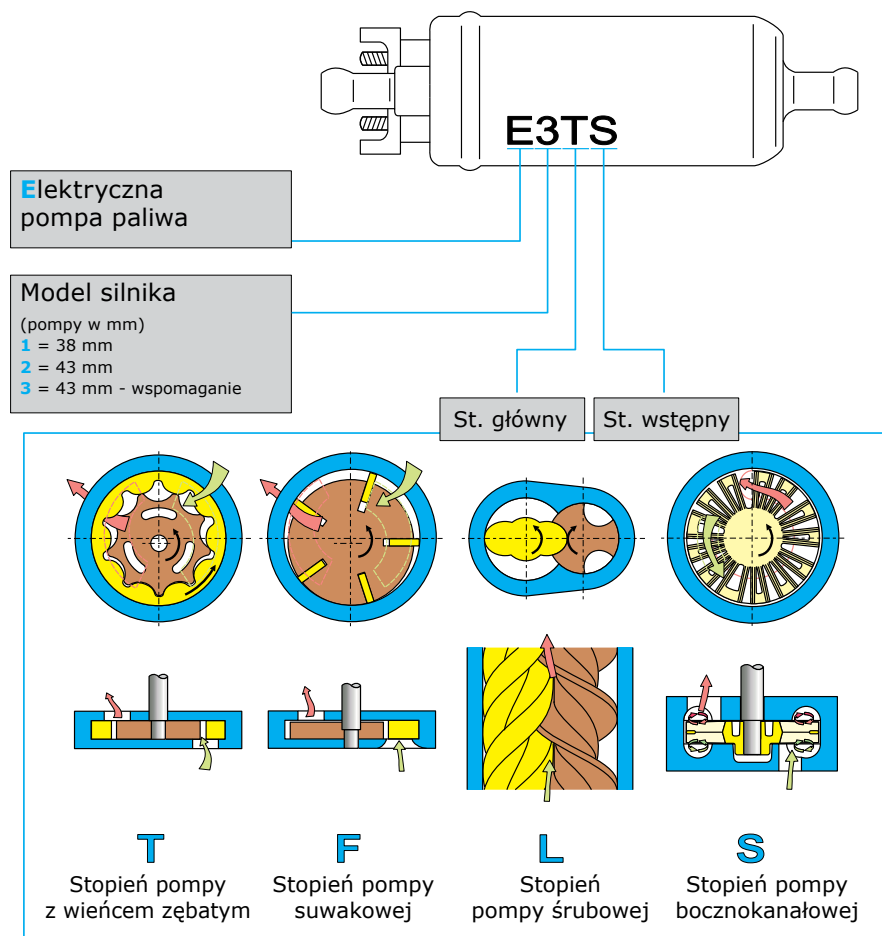 E3TS
Elektryczna
pompa paliwa
Model silnika
(pompy w mm)
1 = 38 mm
2 = 43 mm
3 = 43 mm - wspomaganie
St. główny
St. wstępny
T
Stopień pompy
z wieńcem zębatym
F
Stopień pompy
suwakowej
L
Stopień
pompy śrubowej
S
Stopień pompy
bocznokanałowej